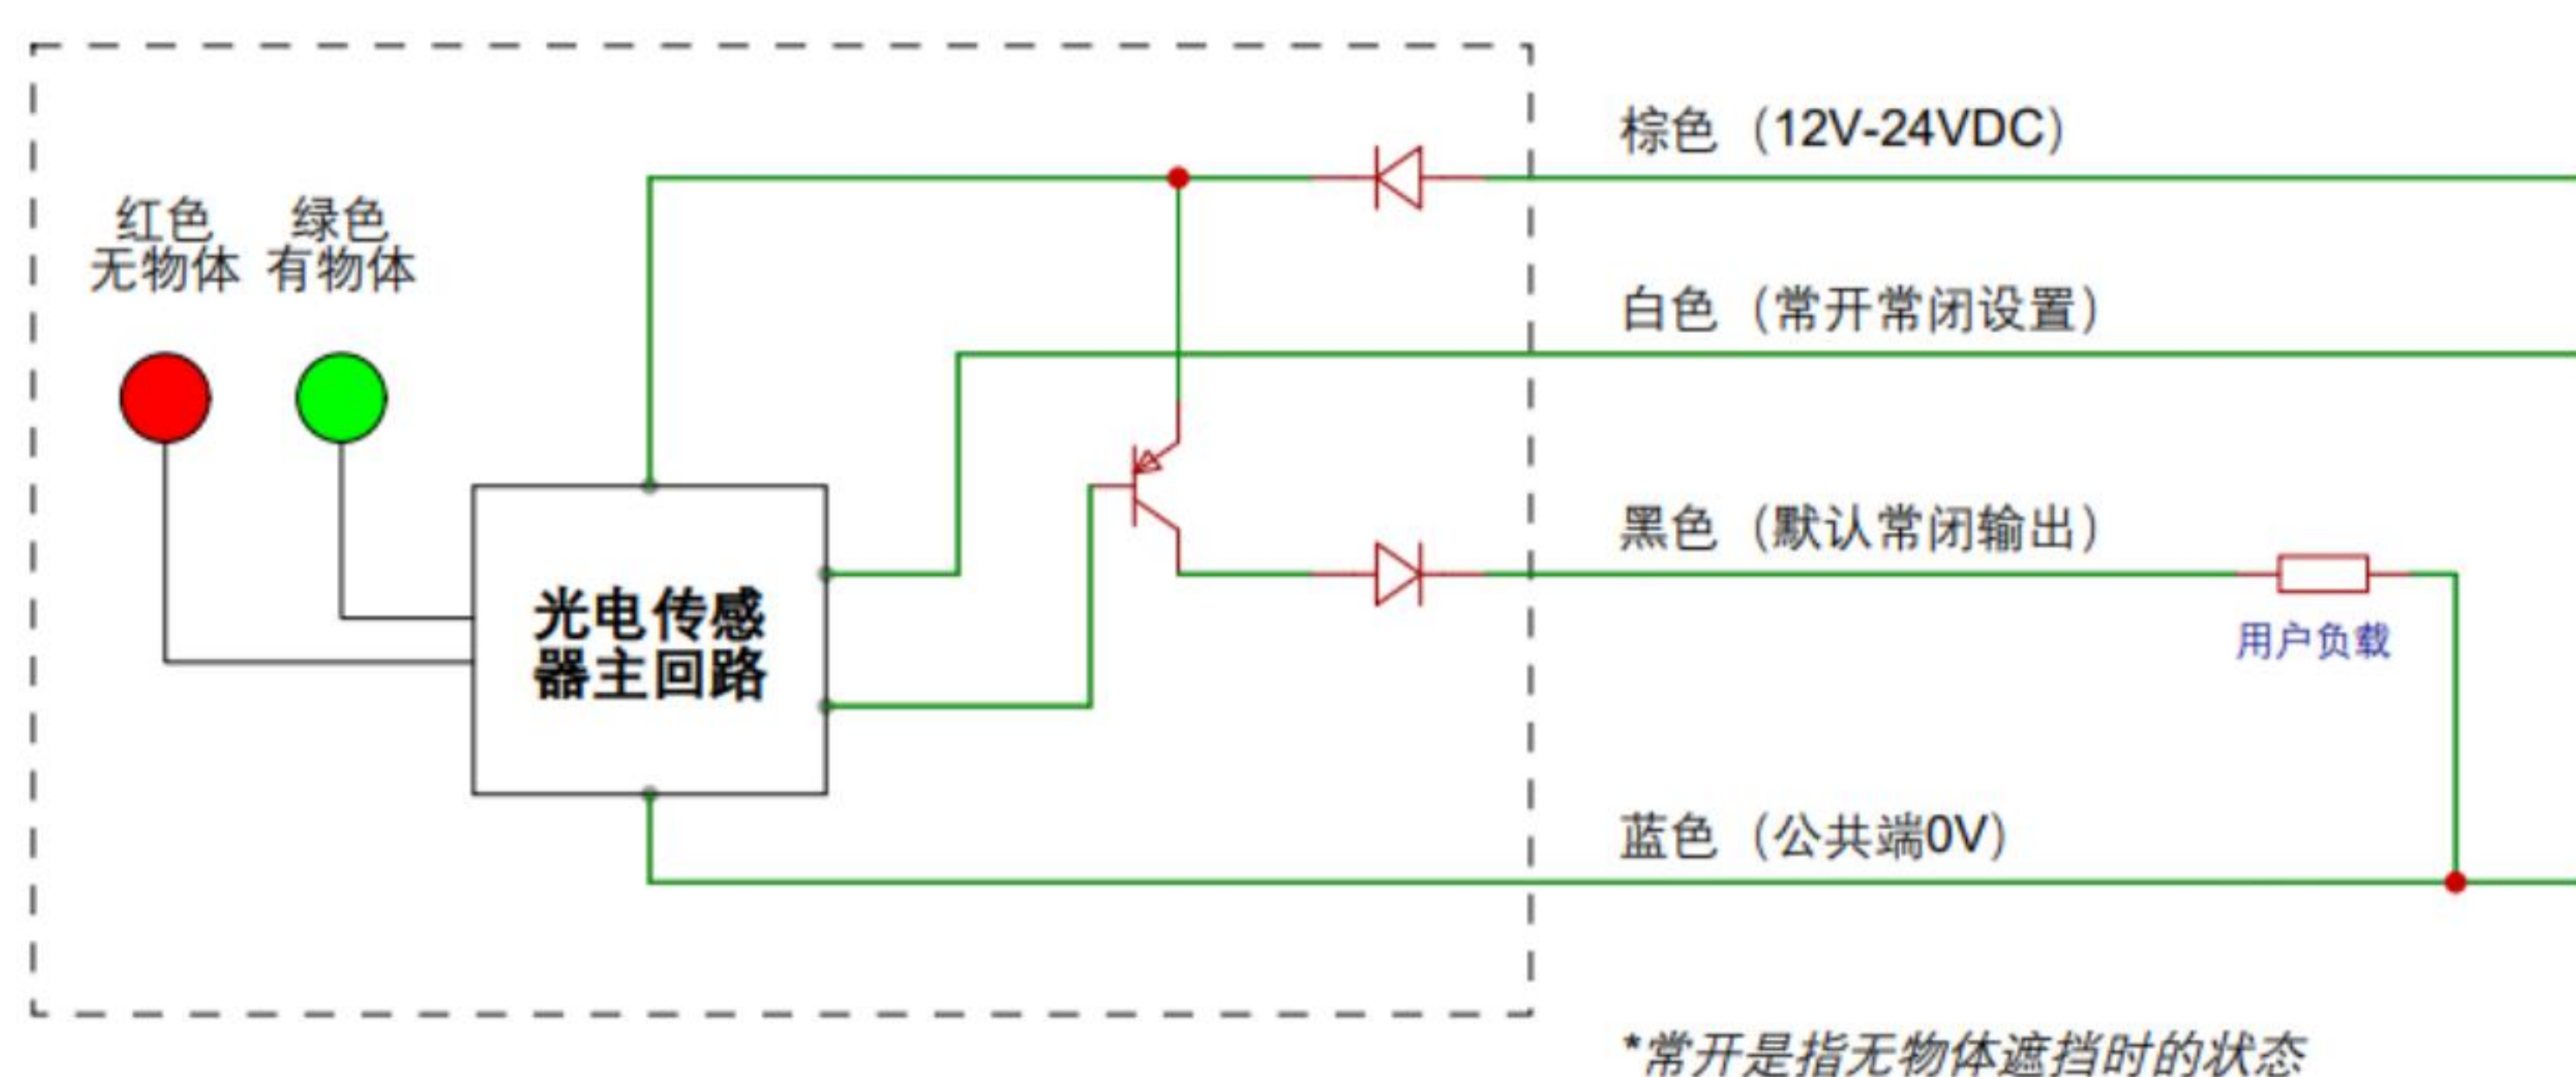 棕色（12V-24VDC）
红色
无物体
绿色
有物体
白色（常开常闭设置）
黑色（默认常闭输出）
光电传感
器主回路
用户负载
蓝色（公共端0V）
*常开是指无物体遮挡时的状态